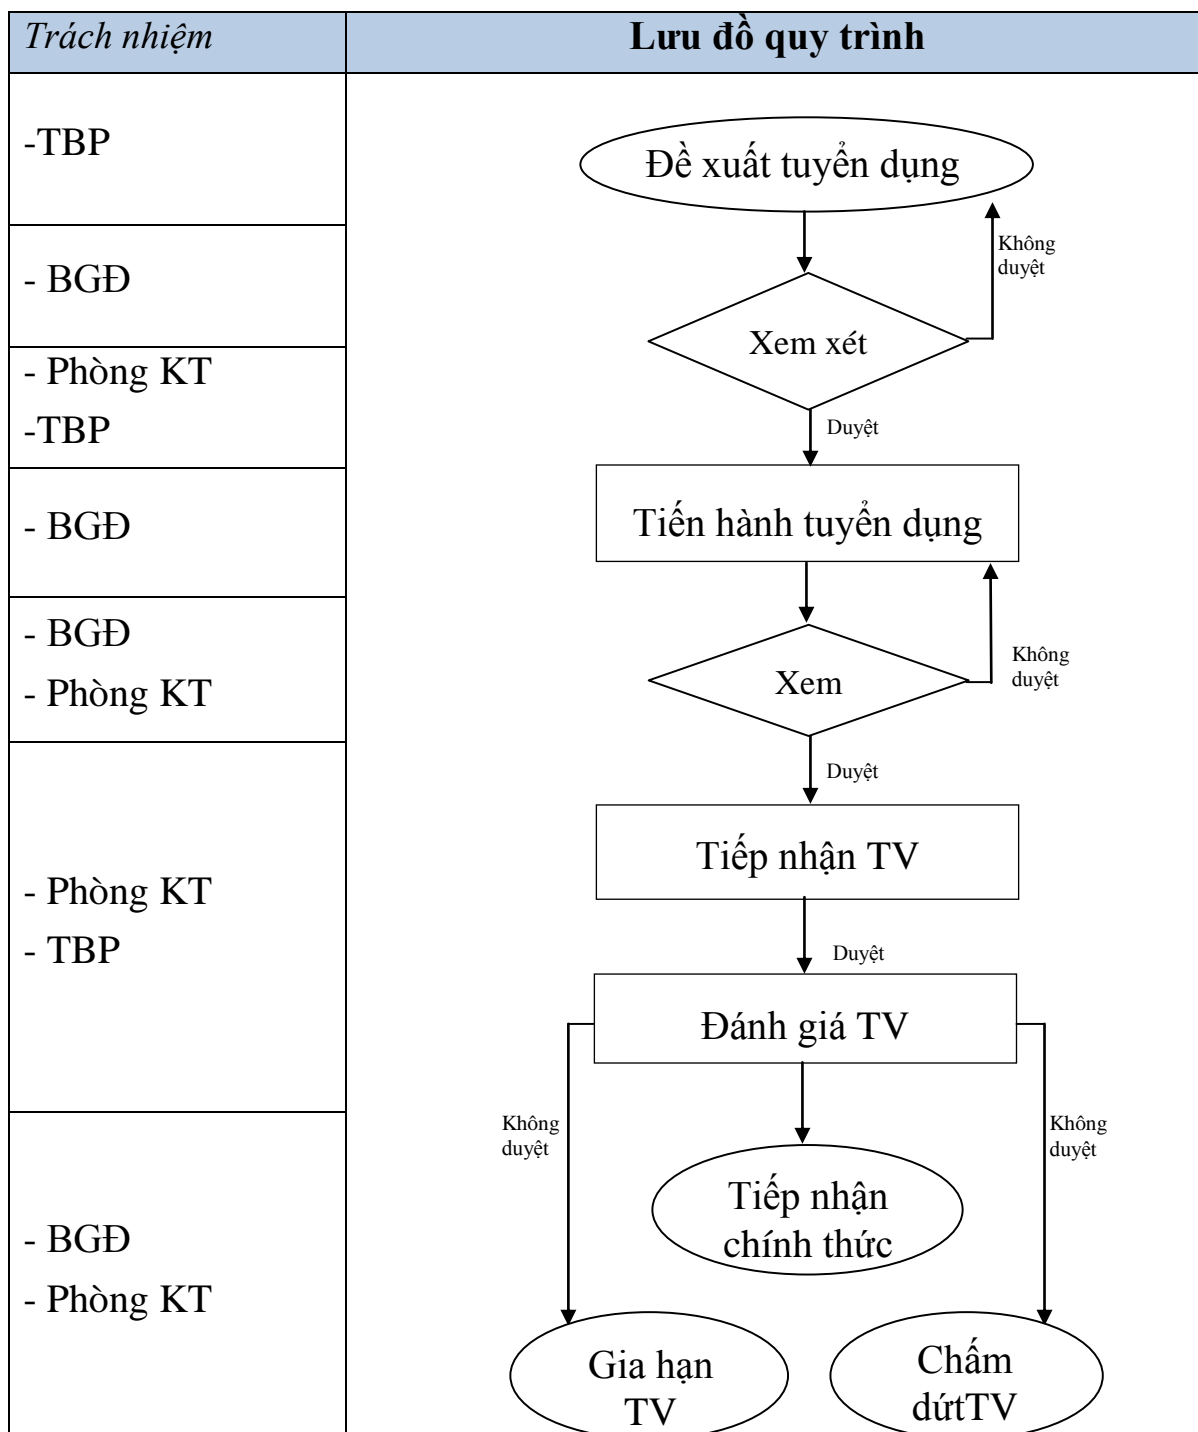 Trách nhiệm
Lưu đồ quy trình
-TBP
Đề xuất tuyển dụng
Không
duyệt
- BGĐ
Xem xét
- Phòng KT
-TBP
Duyệt
- BGĐ
Tiến hành tuyển dụng
- BGĐ
- Phòng KT
Không
duyệt
Xem
Duyệt
Tiếp nhận TV
- Phòng KT
- TBP
Duyệt
Đánh giá TV
Không
duyệt
Không
duyệt
Tiếp nhận
chính thức
- BGĐ
- Phòng KT
Gia hạn
TV
Chấm
dứtTV